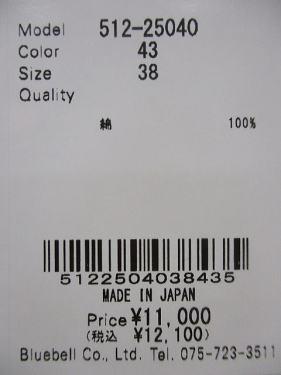 Model 512-25040
Color 43
Size 38
Quality
綿 100%
5122504038435
MADE IN JAPAN
Price ¥11,000
(税込 ¥12,100)
Bluebell Co., Ltd. Tel. 075-723-3511